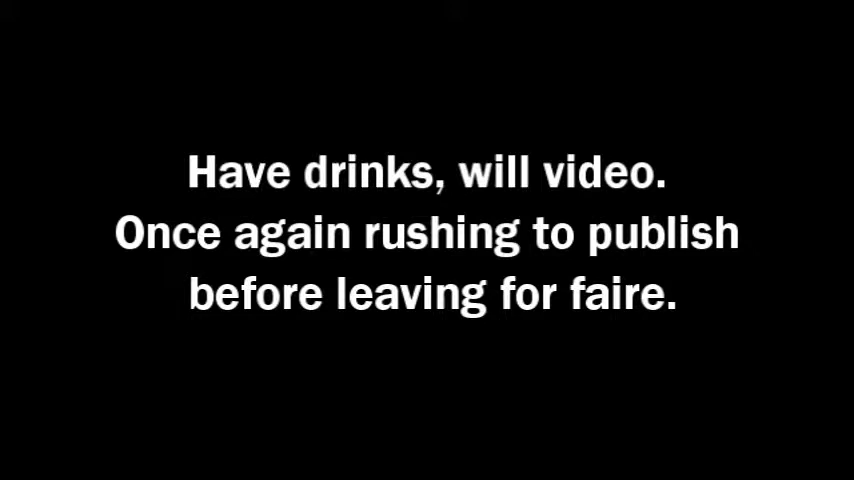 Have drinks, will video.
Once again rushing to publish
before leaving for faire.